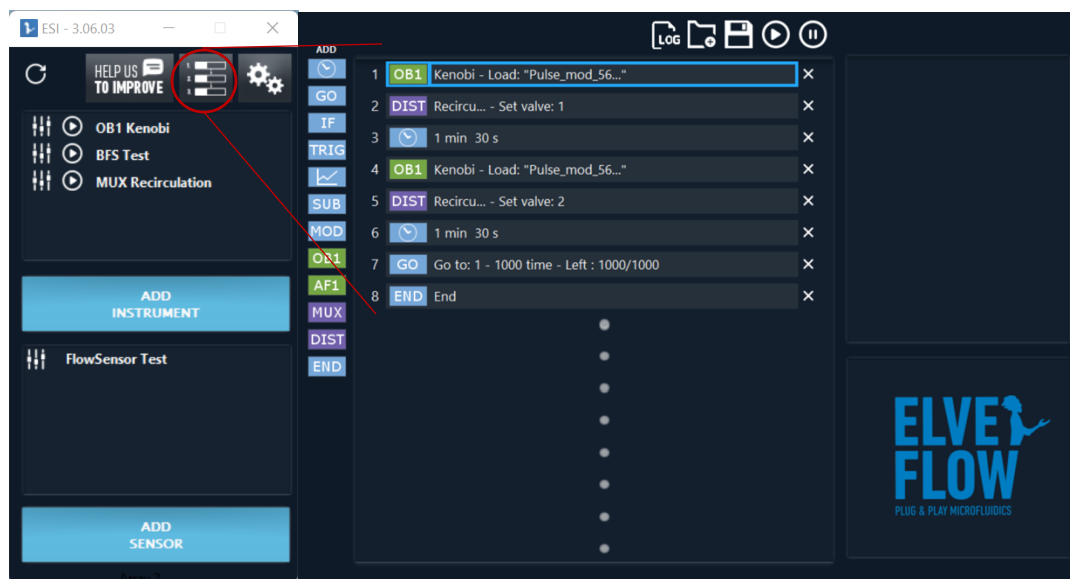 ESI - 3.06.03
HELP US
TO IMPROVE
OB1 Kenobi
BFS Test
MUX Recirculation
ADD
INSTRUMENT
FlowSensor Test
ADD
SENSOR
ADD
GO
IF
TRIG
SUB
MOD
OB1
AF1
MUX
DIST
END
LOG
1 OB1 Kenobi - Load: "Pulse_mod_56..."
2 DIST Recircu... - Set valve: 1
3 1 min 30 s
4 OB1 Kenobi - Load: "Pulse_mod_56..."
5 DIST Recircu... - Set valve: 2
6 1 min 30 s
7 GO Go to: 1 - 1000 time - Left : 1000/1000
8 END End
ELVE
FLOW
PLUG & PLAY MICROFLUIDICS